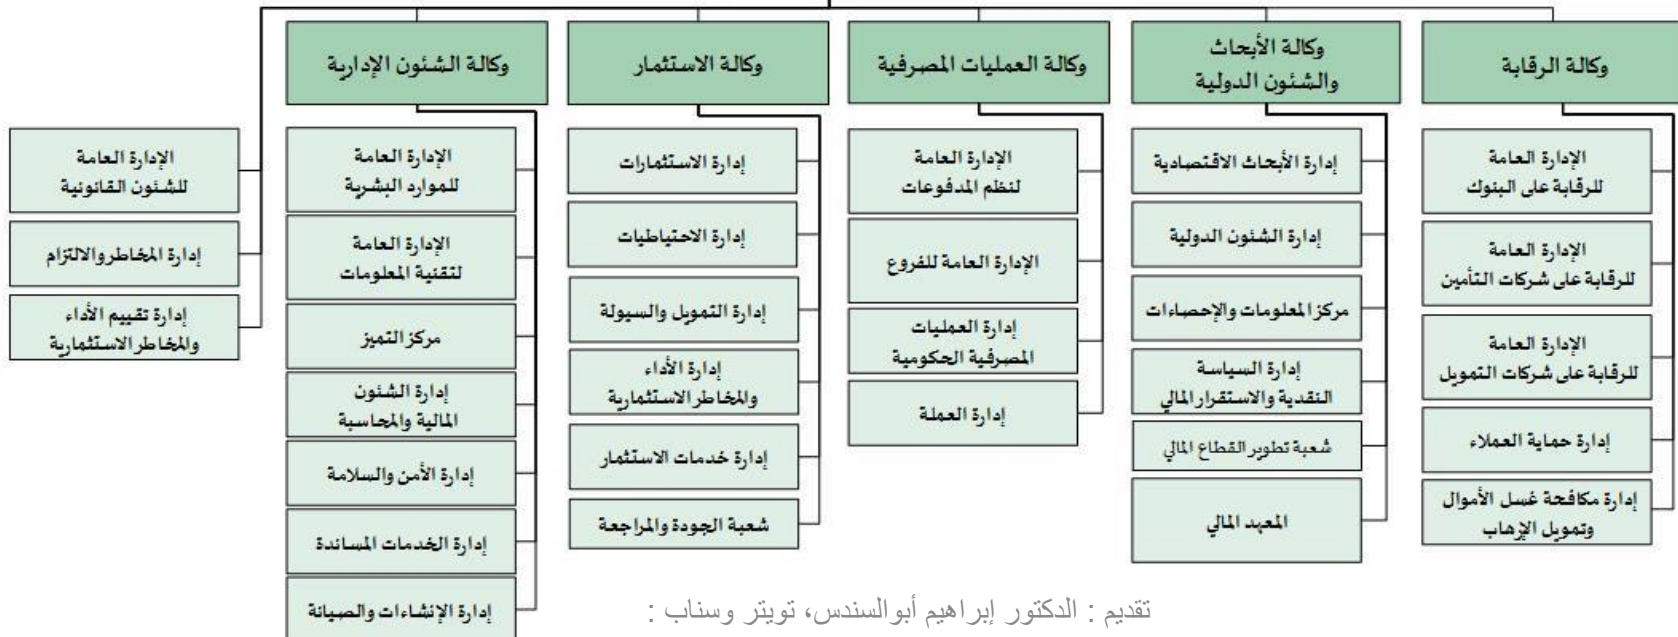 وكالة الرقابة
الإدارة العامة
للرقابة على البنوك
الإدارة العامة
للرقابة على شركات التأمين
الإدارة العامة
للرقابة على شركات التمويل
إدارة حماية العملاء
إدارة مكافحة غسل الأموال
وتمويل الإرهاب
وكالة الأبحاث
والشئون الدولية
إدارة الأبحاث الاقتصادية
إدارة الشئون الدولية
مركز المعلومات والإحصاءات
إدارة السياسة
النقدية والاستقرار المالي
شعبة تطوير القطاع المالي
المعهد المالي
وكالة العمليات المصرفية
الإدارة العامة
لنظم المدفوعات
الإدارة العامة للفروع
إدارة العمليات
المصرفية الحكومية
إدارة العملة
وكالة الاستثمار
إدارة الاستثمارات
إدارة الاحتياطيات
إدارة التمويل والسيولة
إدارة الأداء
والمخاطر الاستثمارية
إدارة خدمات الاستثمار
شعبة الجودة والمراجعة
وكالة الشئون الإدارية
الإدارة العامة
للموارد البشرية
الإدارة العامة
لتقنية المعلومات
مركز التميز
إدارة الشئون
المالية والمحاسبة
إدارة الأمن والسلامة
إدارة الخدمات المساندة
إدارة الإنشاءات والصيانة
الإدارة العامة
للشئون القانونية
إدارة المخاطر والالتزام
إدارة تقييم الأداء
والمخاطر الاستثمارية
تقديم : الدكتور إبراهيم أبوالسندس، تويتر وسناب :